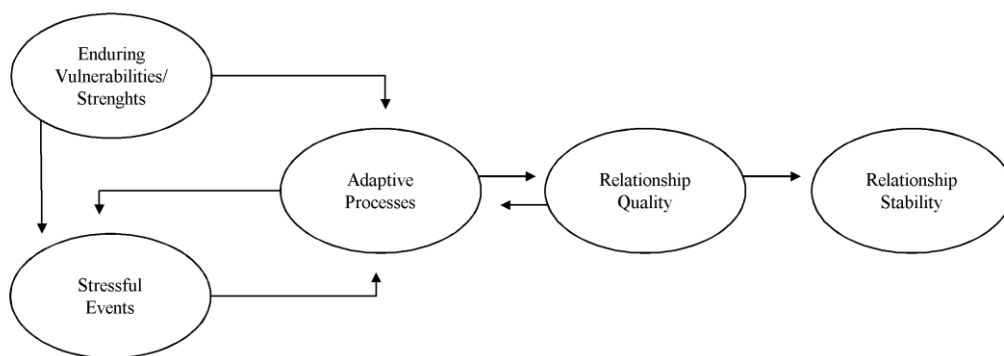 Enduring
Vulnerabilities/
Strenghts
Adaptive
Processes
Relationship
Quality
Relationship
Stability
Stressful
Events